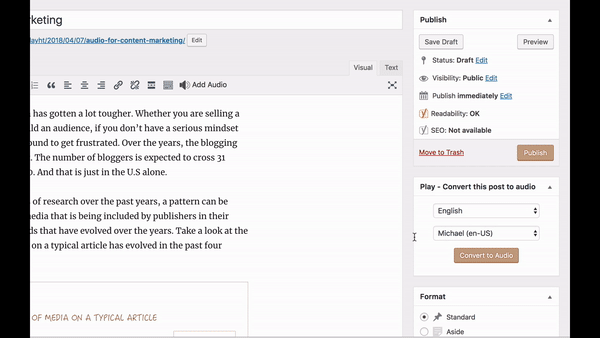 keting
layht/2018/04/07/audio-for-content-marketing/ Edit
Visual Text
Add Audio
has gotten a lot tougher. Whether you are selling a
ld an audience, if you don't have a serious mindset
ound to get frustrated. Over the years, the blogging
. The number of bloggers is expected to cross 31
0. And that is just in the U.S alone.
of research over the past years, a pattern can be
nedia that is being included by publishers in their
ds that have evolved over the years. Take a look at the
on a typical article has evolved in the past four
OF MEDIA ON A TYPICAL ARTICLE
Publish
Save Draft Preview
Status: Draft Edit
Visibility: Public Edit
Publish immediately Edit
Readability: OK
SEO: Not available
Move to Trash Publish
Play - Convert this post to audio
English
Michael (en-US)
Convert to Audio
Format
Standard
Aside